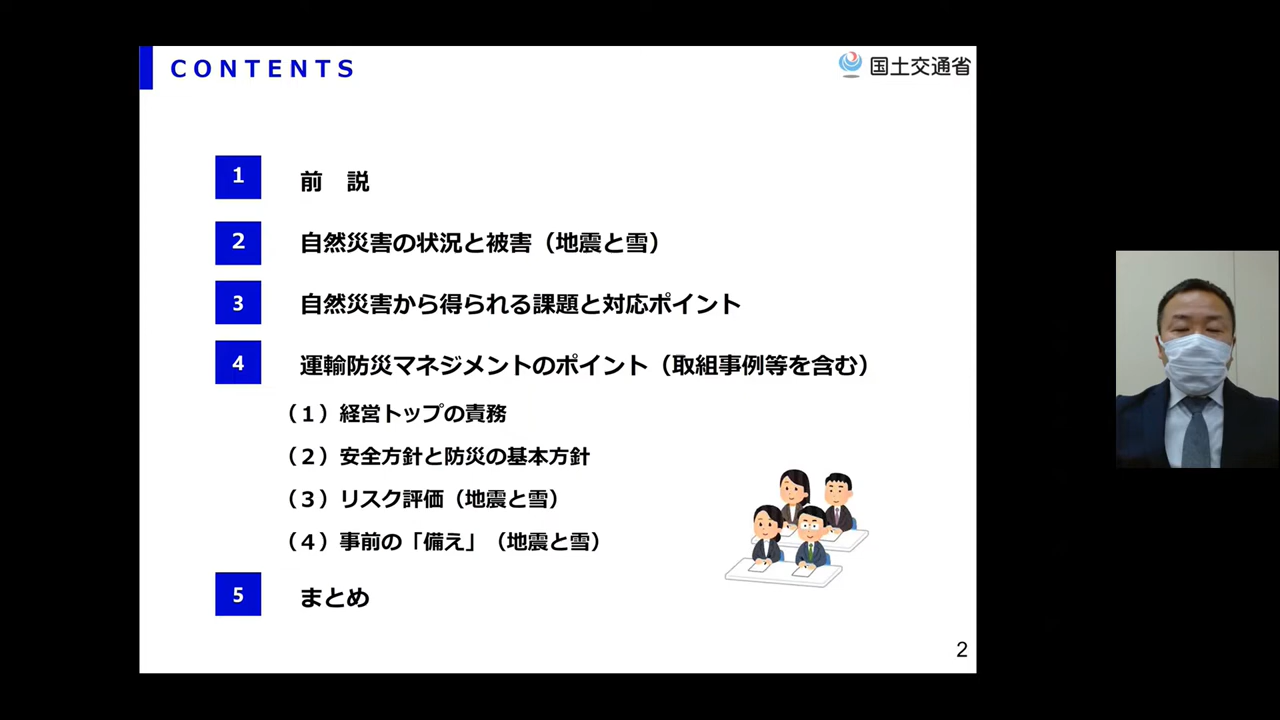 CONTENTS
国土交通省
1 前　説
2 自然災害の状況と被害（地震と雪）
3 自然災害から得られる課題と対応ポイント
4 運輸防災マネジメントのポイント（取組事例等を含む）
（１）経営トップの責務
（２）安全方針と防災の基本方針
（３）リスク評価（地震と雪）
（４）事前の「備え」（地震と雪）
5 まとめ
2